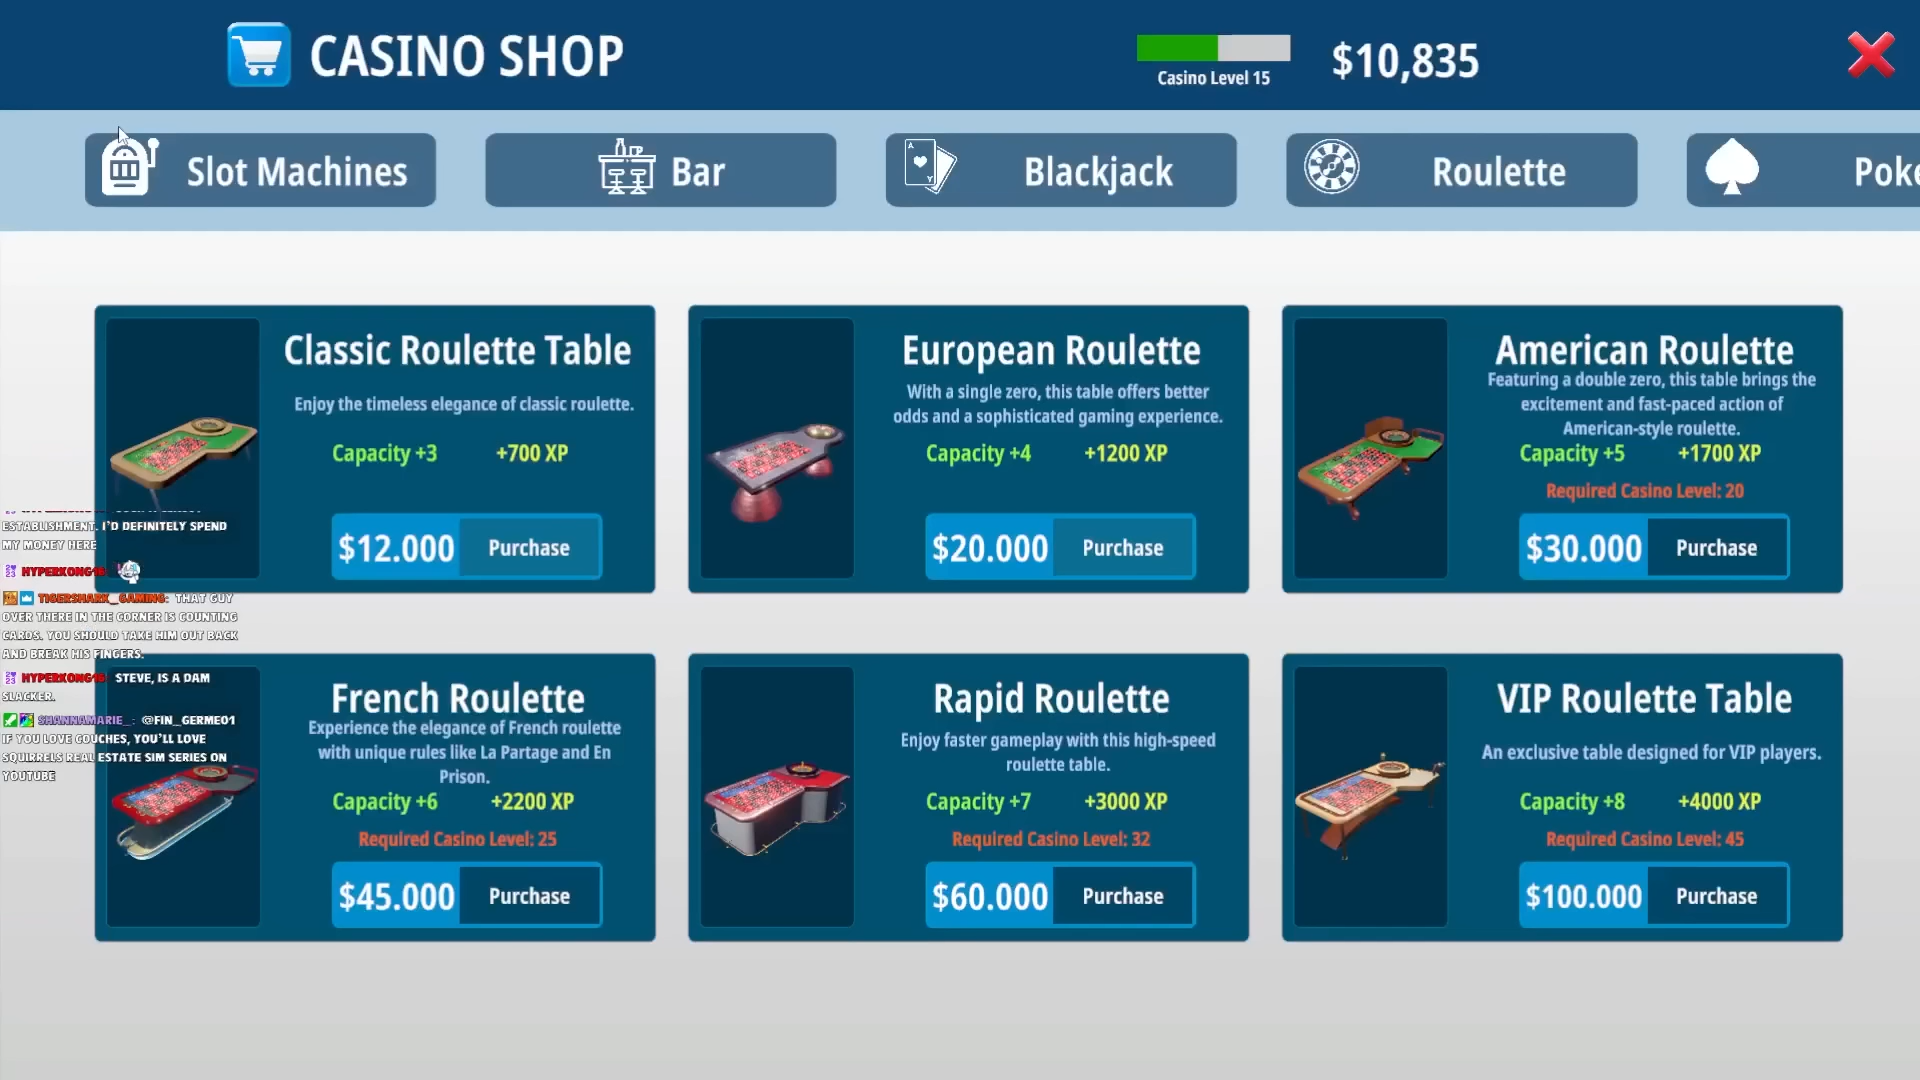 CASINO SHOP
Casino Level 15
$10,835
Slot Machines
Bar
Blackjack
Roulette
Poke
Classic Roulette Table
Enjoy the timeless elegance of classic roulette.
Capacity +3 +700 XP
$12.000 Purchase
European Roulette
With a single zero, this table offers better
odds and a sophisticated gaming experience.
Capacity +4 +1200 XP
$20.000 Purchase
American Roulette
Featuring a double zero, this table brings the
excitement and fast-paced action of
American-style roulette.
Capacity +5 +1700 XP
Required Casino Level: 20
$30.000 Purchase
ESTABLISHMENT. I'D DEFINITELY SPEND
MY MONEY HERE
HYPERKONG16
TIGERSHARK_GAMING: THAT GUY
OVER THERE IN THE CORNER IS COUNTING
CARDS. YOU SHOULD TAKE HIM OUT BACK
AND BREAK HIS FINGERS.
HYPERKONG16 STEVE, IS A DAM
SLACKER.
SHANNAMARIE_: @FIN_GERME01
IF YOU LOVE COUCHES, YOU'LL LOVE
SQUIRRELS REAL ESTATE SIM SERIES ON
YOUTUBE
French Roulette
Experience the elegance of French roulette
with unique rules like La Partage and En
Prison.
Capacity +6 +2200 XP
Required Casino Level: 25
$45.000 Purchase
Rapid Roulette
Enjoy faster gameplay with this high-speed
roulette table.
Capacity +7 +3000 XP
Required Casino Level: 32
$60.000 Purchase
VIP Roulette Table
An exclusive table designed for VIP players.
Capacity +8 +4000 XP
Required Casino Level: 45
$100.000 Purchase